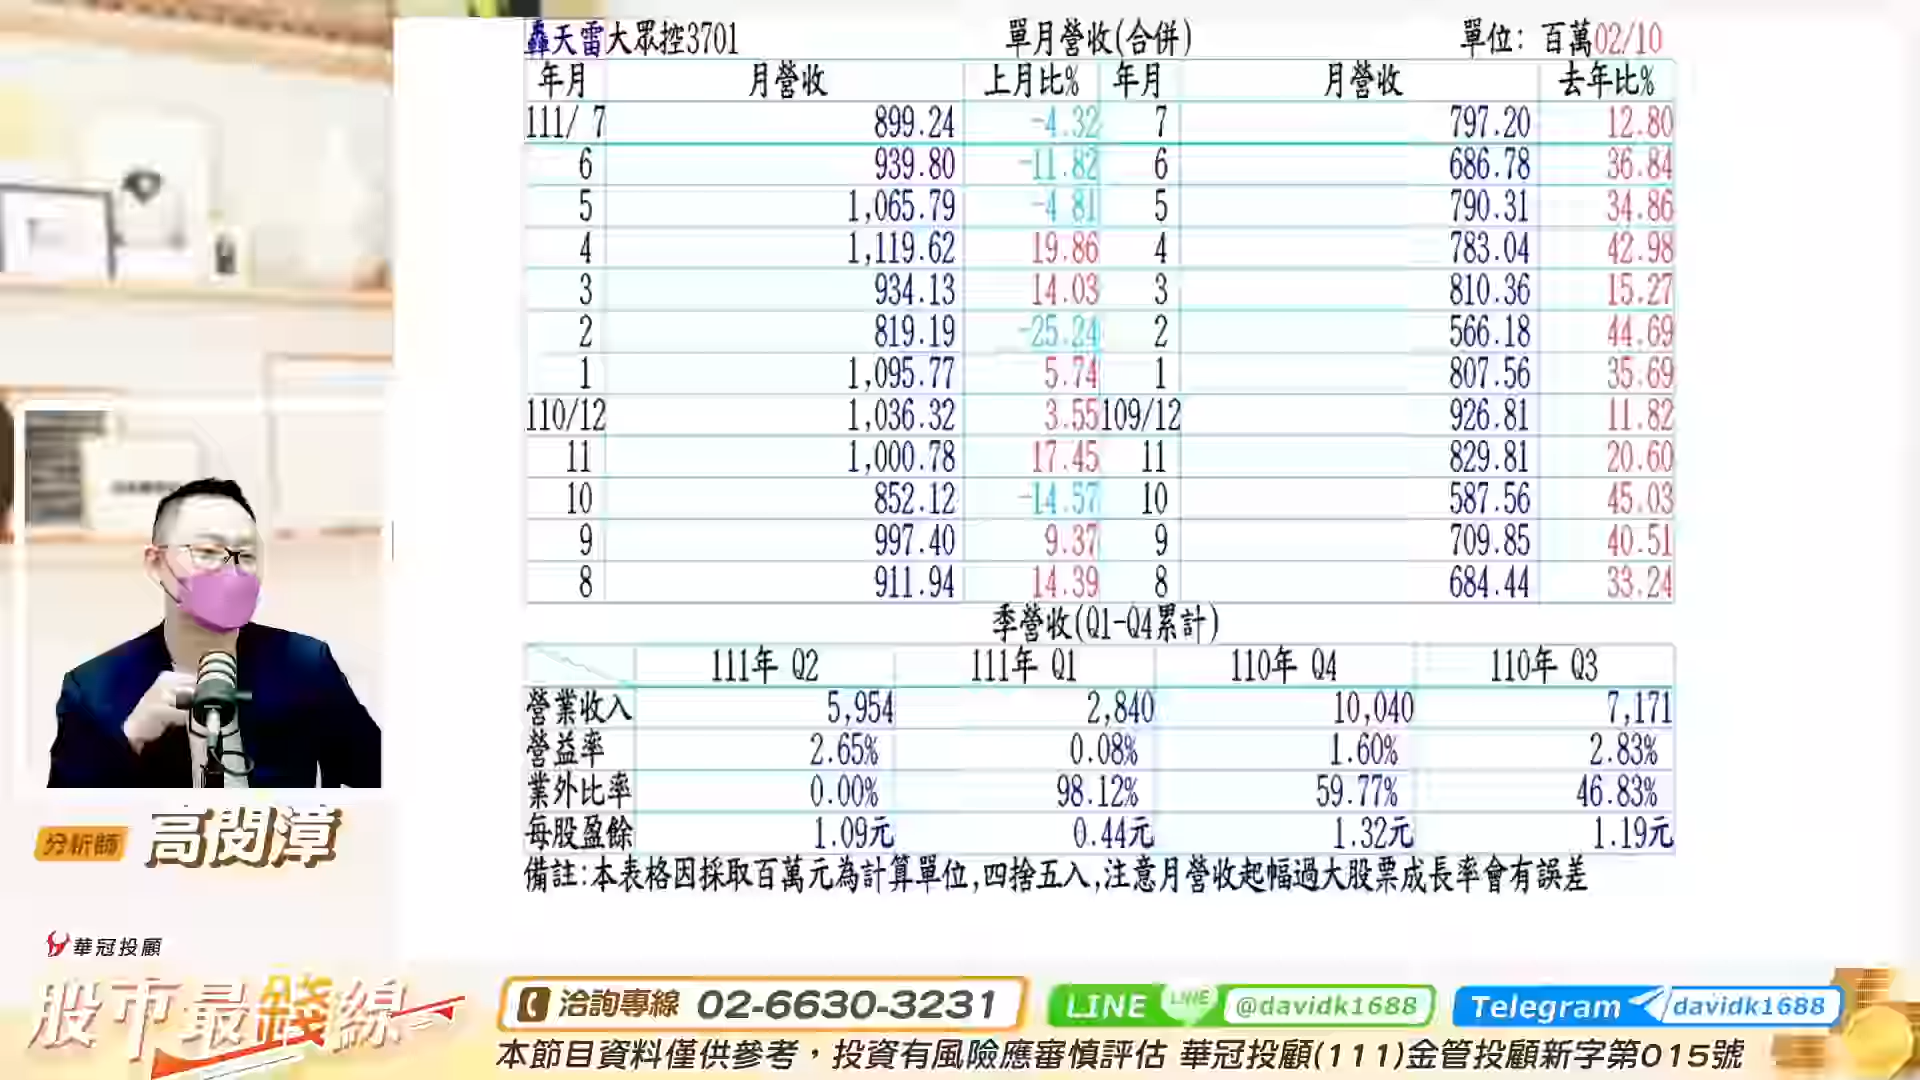 轟天雷大眾控3701 單月營收(合併) 單位: 百萬02/10
年月 月營收 上月比% 年月 月營收 去年比%
111/ 7 899.24 -4.32 7 797.20 12.80
6 939.80 -11.82 6 686.78 36.84
5 1,065.79 -4.81 5 790.31 34.86
4 1,119.62 19.86 4 783.04 42.98
3 934.13 14.03 3 810.36 15.27
2 819.19 -25.24 2 566.18 44.69
1 1,095.77 5.74 1 807.56 35.69
110/12 1,036.32 3.55 109/12 926.81 11.82
11 1,000.78 17.45 11 829.81 20.60
10 852.12 -14.57 10 587.56 45.03
9 997.40 9.37 9 709.85 40.51
8 911.94 14.39 8 684.44 33.24
季營收(Q1-Q4累計)
111年 Q2 111年 Q1 110年 Q4 110年 Q3
營業收入 5,954 2,840 10,040 7,171
營益率 2.65% 0.08% 1.60% 2.83%
業外比率 0.00% 98.12% 59.77% 46.83%
每股盈餘 1.09元 0.44元 1.32元 1.19元
備註:本表格因採取百萬元為計算單位,四捨五入,注意月營收起幅過大股票成長率會有誤差
分析師 高閔漳
華冠投顧
股市最錢線
洽詢專線 02-6630-3231
LINE LINE @davidk1688
Telegram davidk1688
本節目資料僅供參考，投資有風險應審慎評估 華冠投顧(111)金管投顧新字第015號